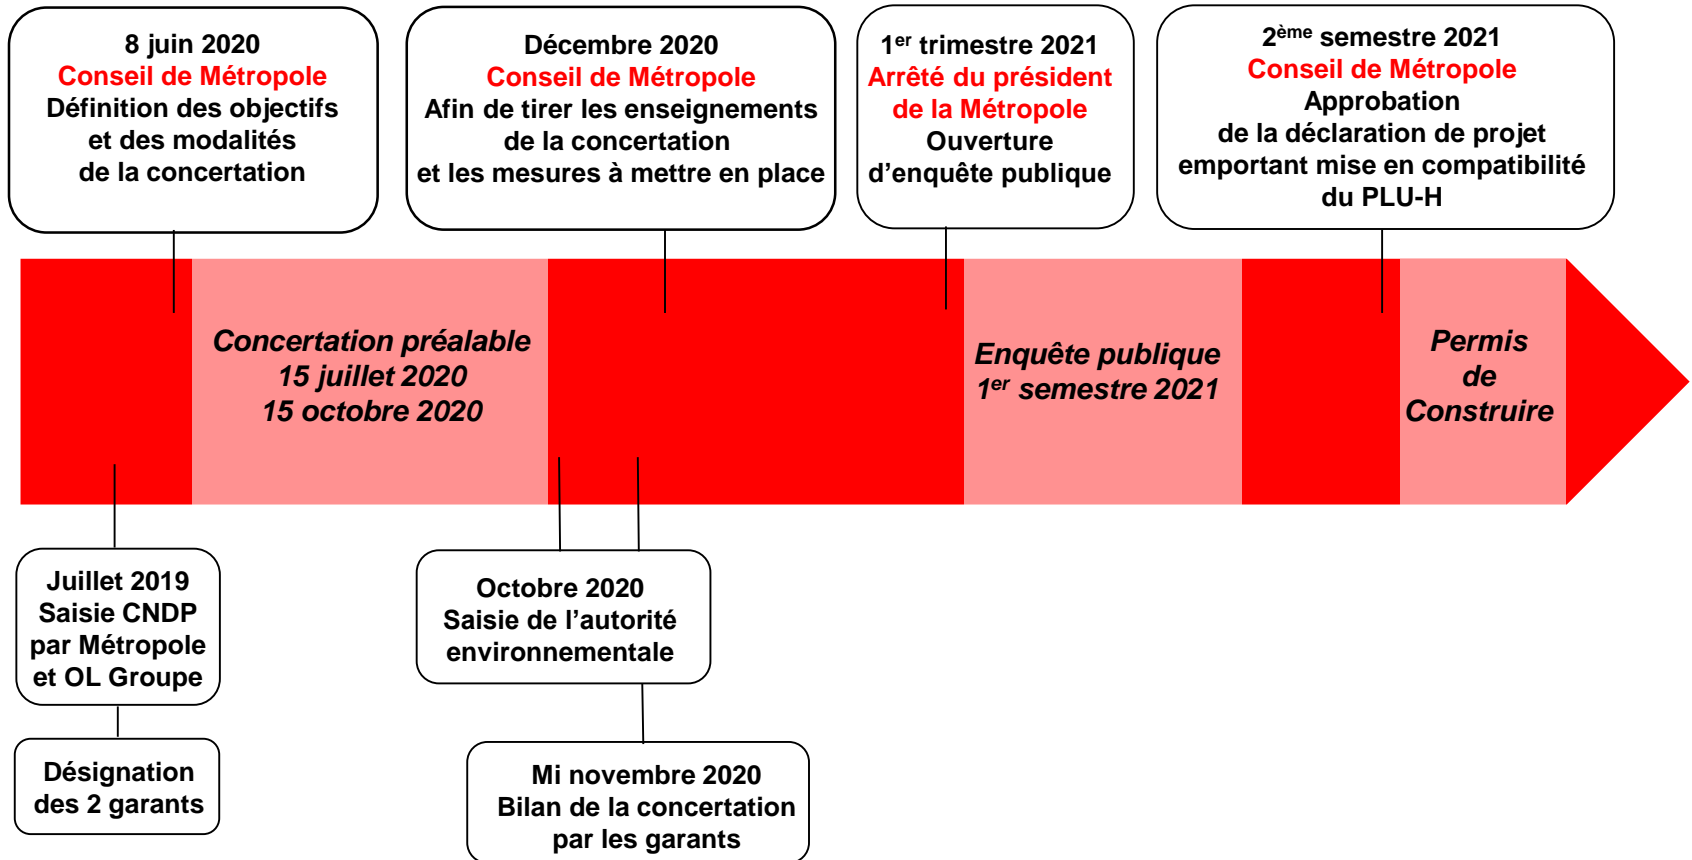 8 juin 2020
Conseil de Métropole
Définition des objectifs
et des modalités
de la concertation
Décembre 2020
Conseil de Métropole
Afin de tirer les enseignements
de la concertation
et les mesures à mettre en place
1er trimestre 2021
Arrêté du président
de la Métropole
Ouverture
d’enquête publique
2ème semestre 2021
Conseil de Métropole
Approbation
de la déclaration de projet
emportant mise en compatibilité
du PLU-H
Concertation préalable
15 juillet 2020
15 octobre 2020
Enquête publique
1er semestre 2021
Permis
de
Construire
Juillet 2019
Saisie CNDP
par Métropole
et OL Groupe
Désignation
des 2 garants
Octobre 2020
Saisie de l’autorité
environnementale
Mi novembre 2020
Bilan de la concertation
par les garants